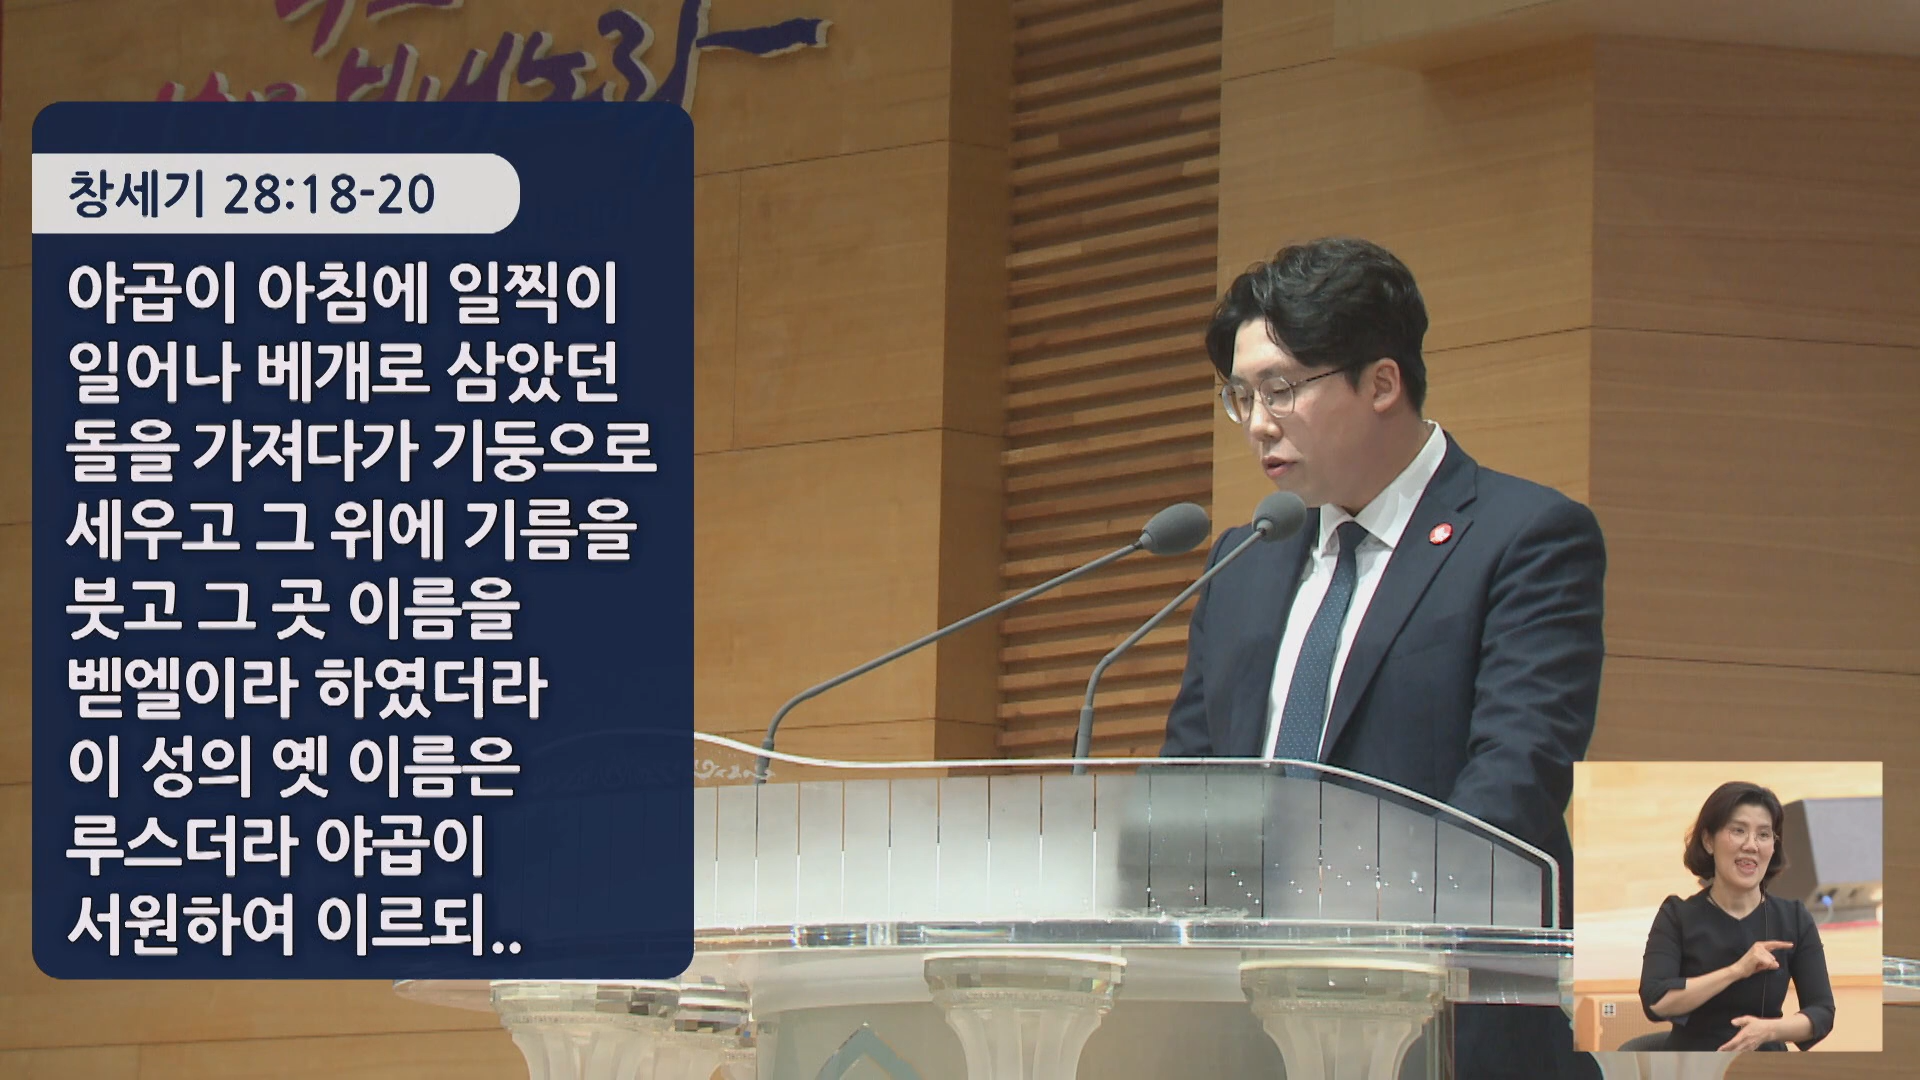 보내노라
창세기 28:18-20
야곱이 아침에 일찍이
일어나 베개로 삼았던
돌을 가져다가 기둥으로
세우고 그 위에 기름을
붓고 그 곳 이름을
벧엘이라 하였더라
이 성의 옛 이름은
루스더라 야곱이
서원하여 이르되..